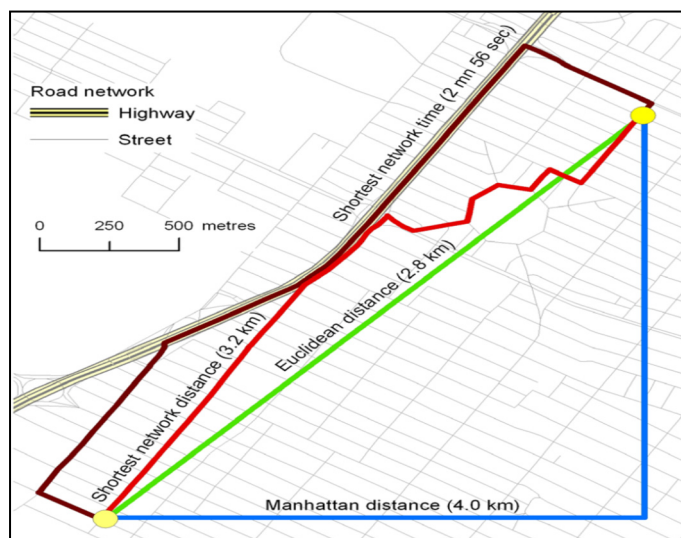 Road network
Highway
Street
0 250 500 metres
Shortest network time (2 mn 56 sec)
Shortest network distance (3.2 km)
Euclidean distance (2.8 km)
Manhattan distance (4.0 km)